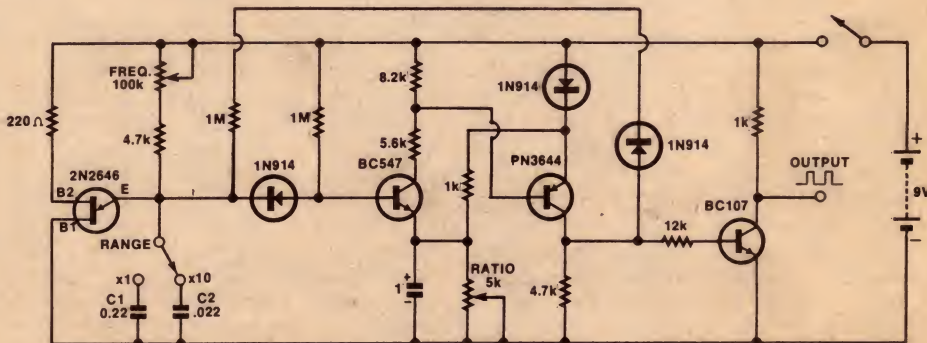 FREQ.
100k
8.2k
1N914
220Ω
1M
1M
1k
4.7k
1N914
5.6k
BC547
PN3644
1N914
1k
OUTPUT
+
9V
−
2N2646
B2
E
B1
1k
BC107
12k
RANGE
x1
x10
+
1
−
RATIO
5k
4.7k
C1
0.22
C2
.022